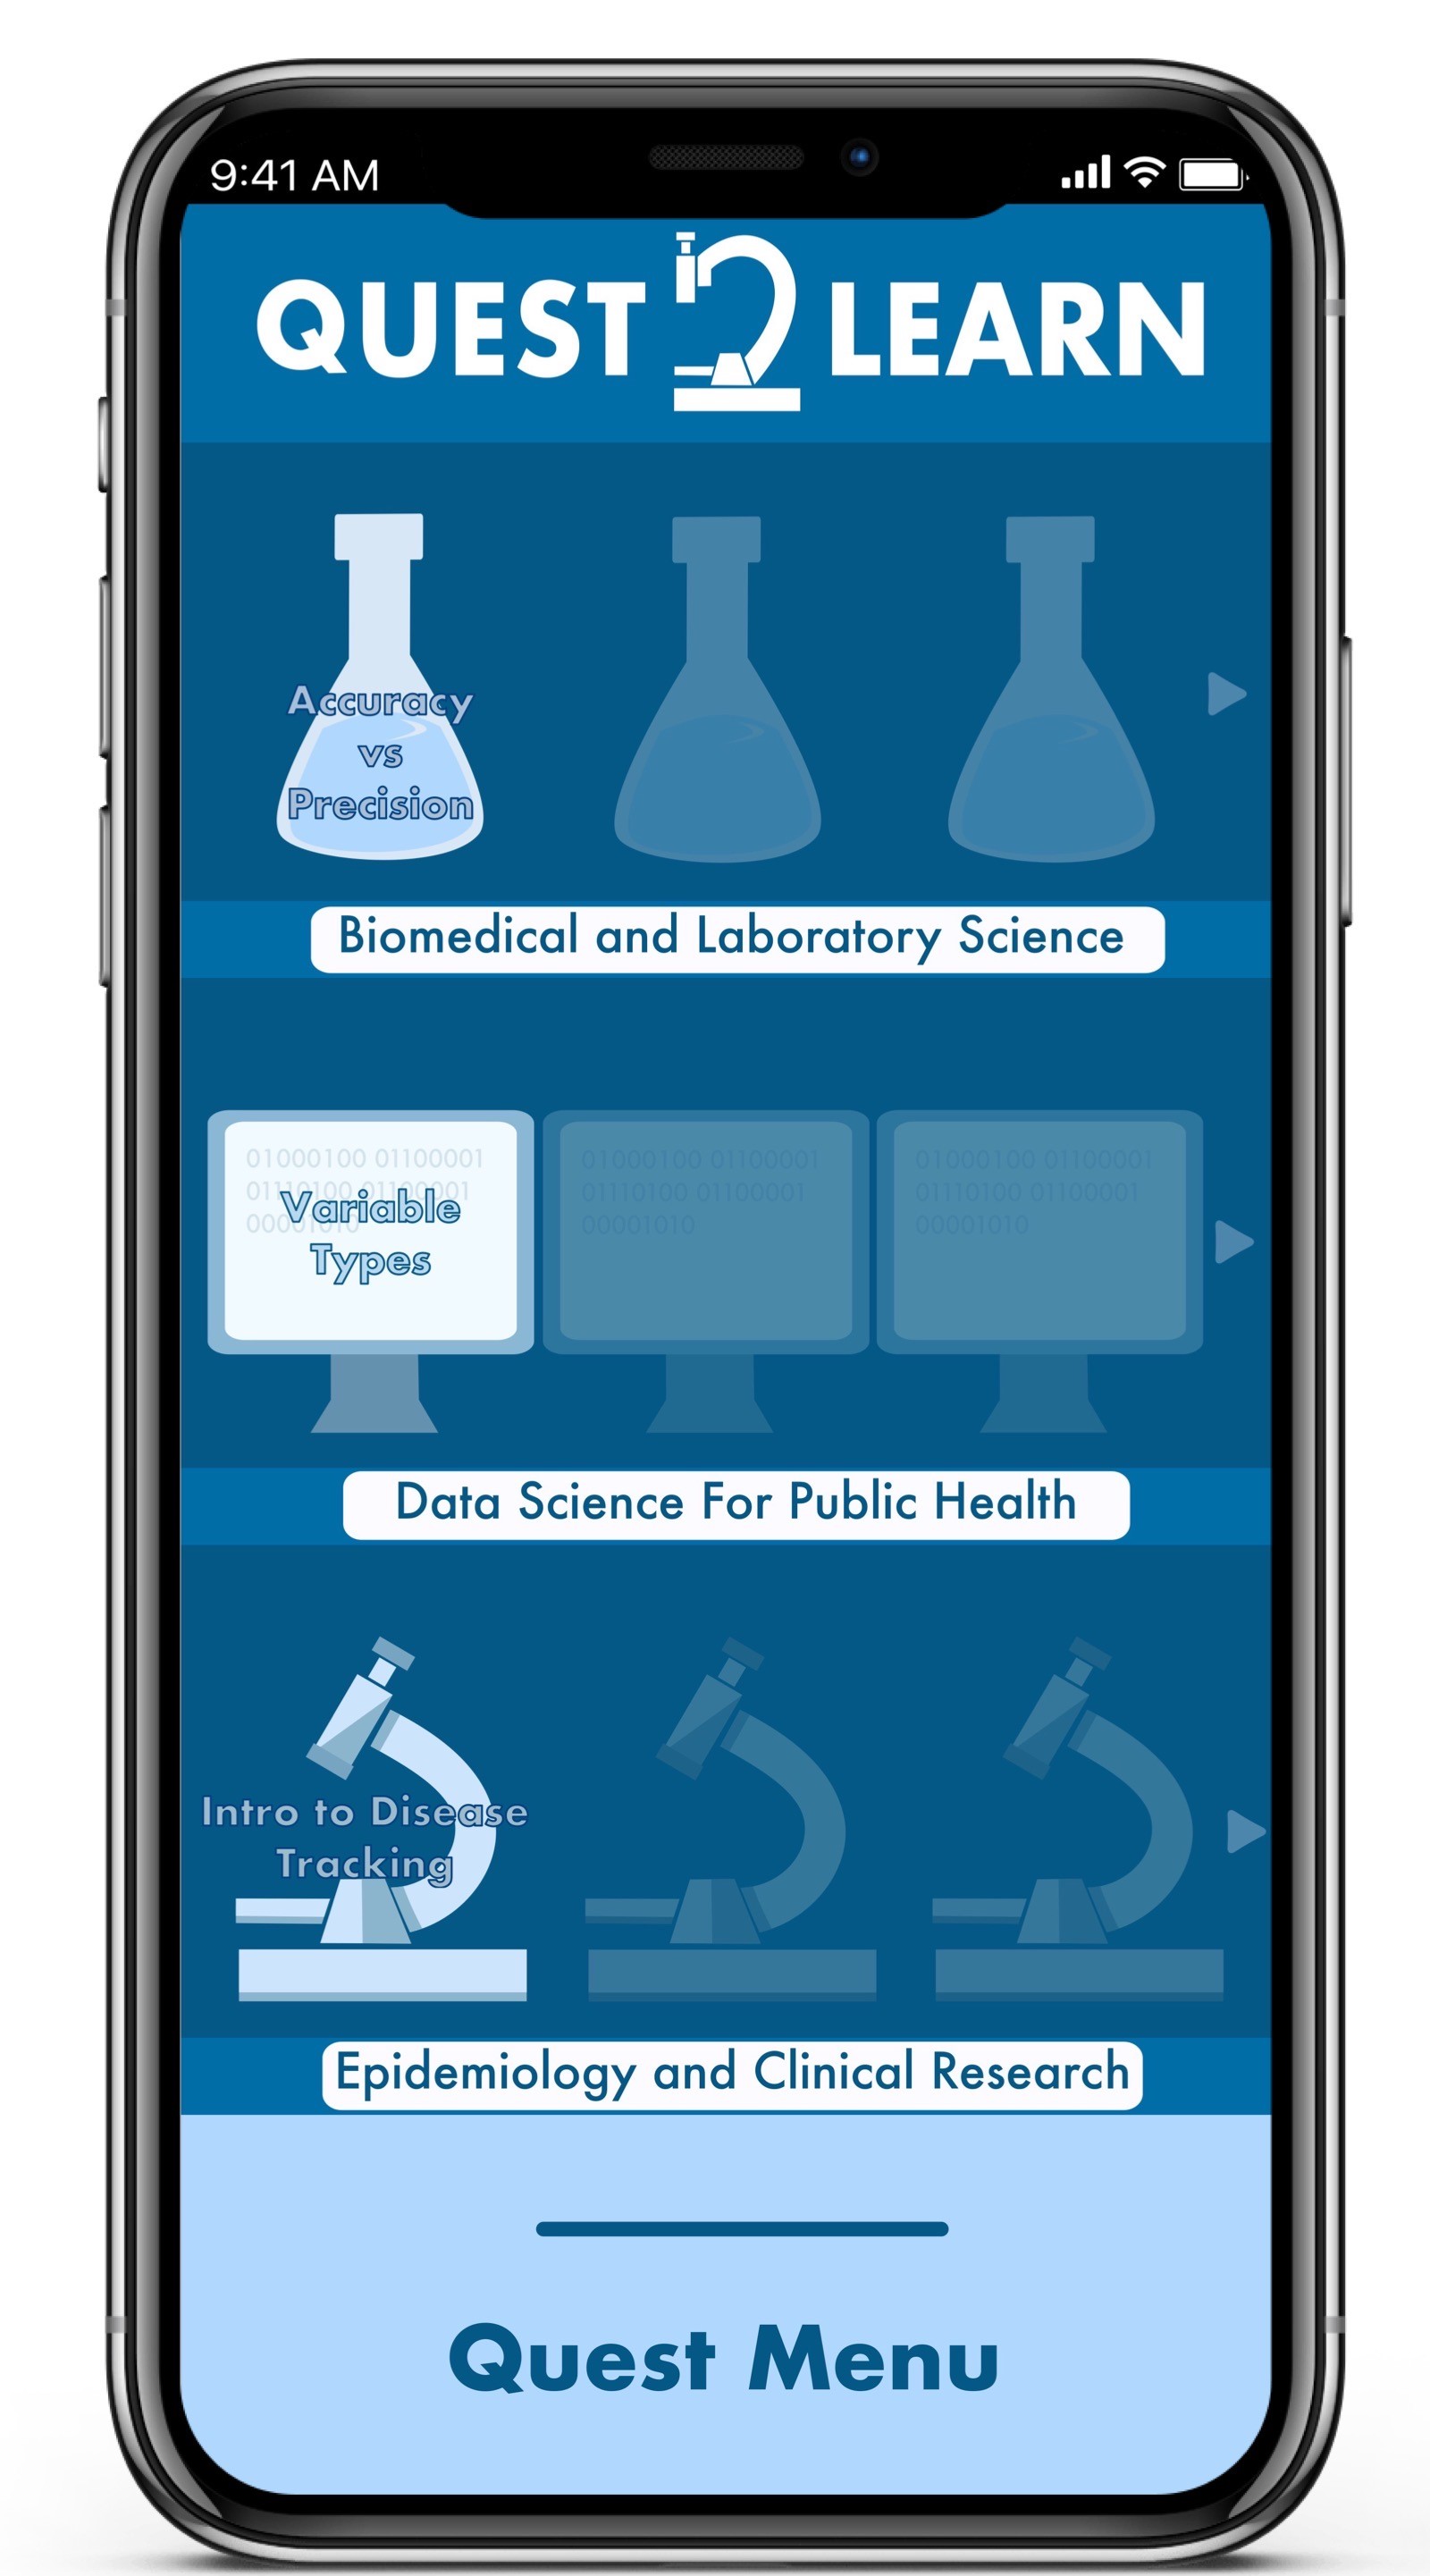 9:41 AM
QUEST 2 LEARN
Accuracy
vs
Precision
Biomedical and Laboratory Science
01000100 01100001
01110100 01100001
00001010
Variable
Types
01000100 01100001
01110100 01100001
00001010
01000100 01100001
01110100 01100001
00001010
Data Science For Public Health
Intro to Disease
Tracking
Epidemiology and Clinical Research
Quest Menu